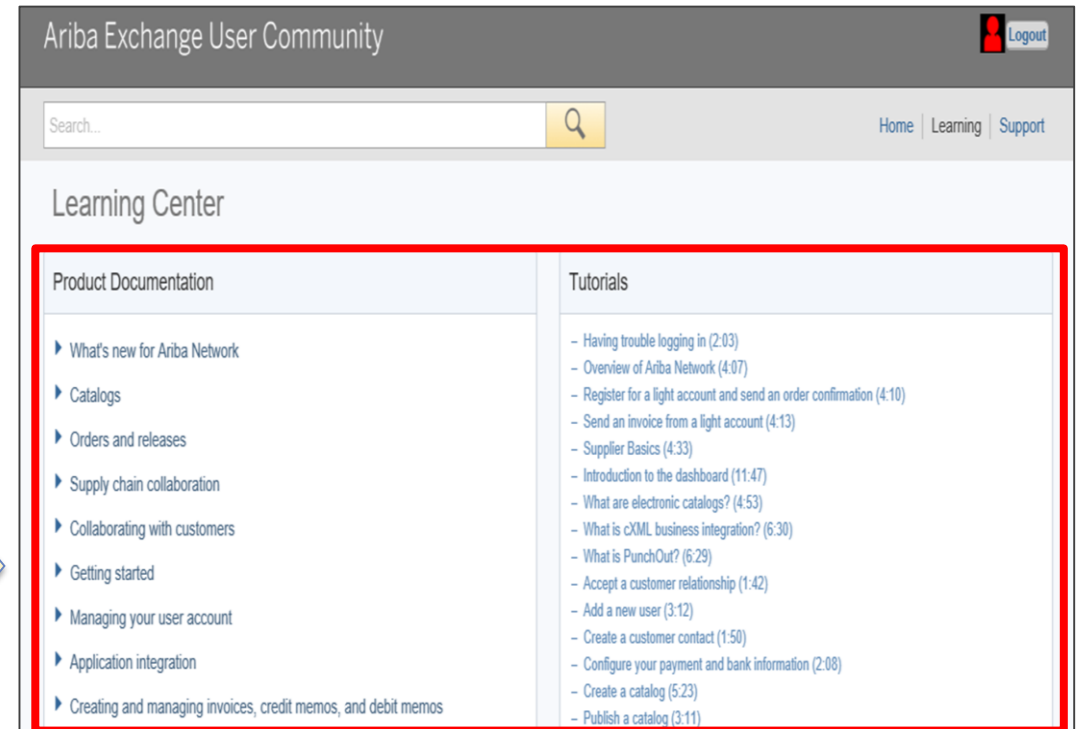 Ariba Exchange User Community
Logout
Search...
Home | Learning | Support
Learning Center
Product Documentation
What's new for Ariba Network
Catalogs
Orders and releases
Supply chain collaboration
Collaborating with customers
Getting started
Managing your user account
Application integration
Creating and managing invoices, credit memos, and debit memos
Tutorials
– Having trouble logging in (2:03)
– Overview of Ariba Network (4:07)
– Register for a light account and send an order confirmation (4:10)
– Send an invoice from a light account (4:13)
– Supplier Basics (4:33)
– Introduction to the dashboard (11:47)
– What are electronic catalogs? (4:53)
– What is cXML business integration? (6:30)
– What is PunchOut? (6:29)
– Accept a customer relationship (1:42)
– Add a new user (3:12)
– Create a customer contact (1:50)
– Configure your payment and bank information (2:08)
– Create a catalog (5:23)
– Publish a catalog (3:11)